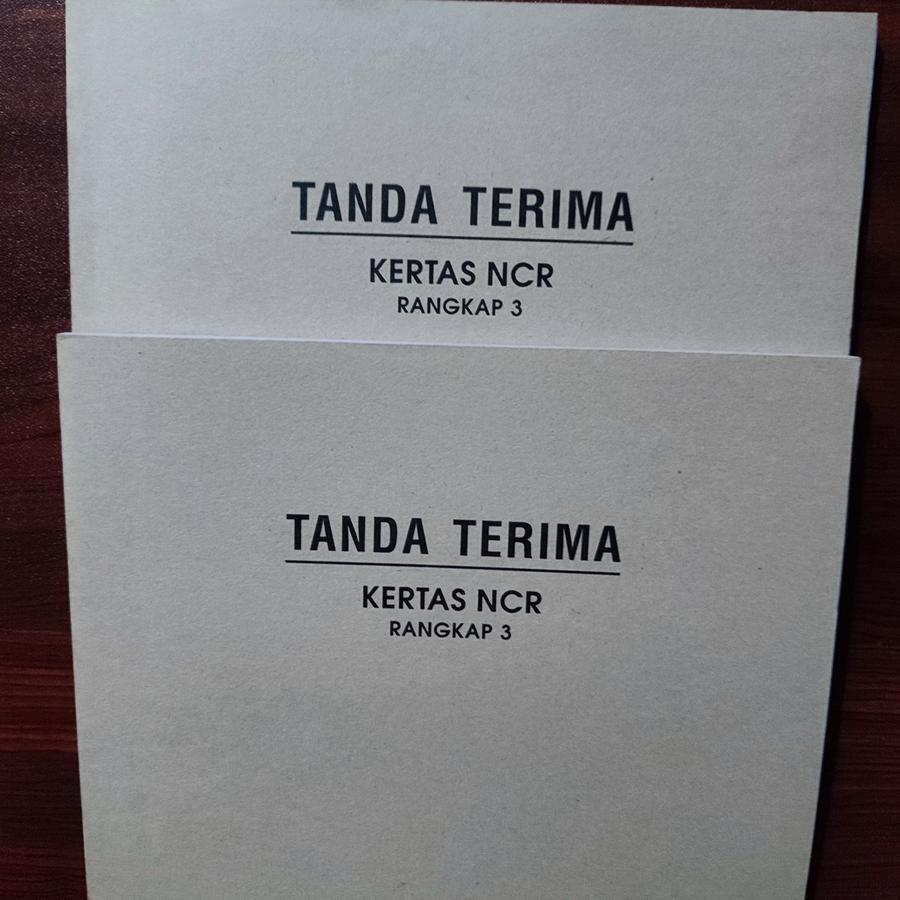 TANDA TERIMA
KERTAS NCR
RANGKAP 3
TANDA TERIMA
KERTAS NCR
RANGKAP 3